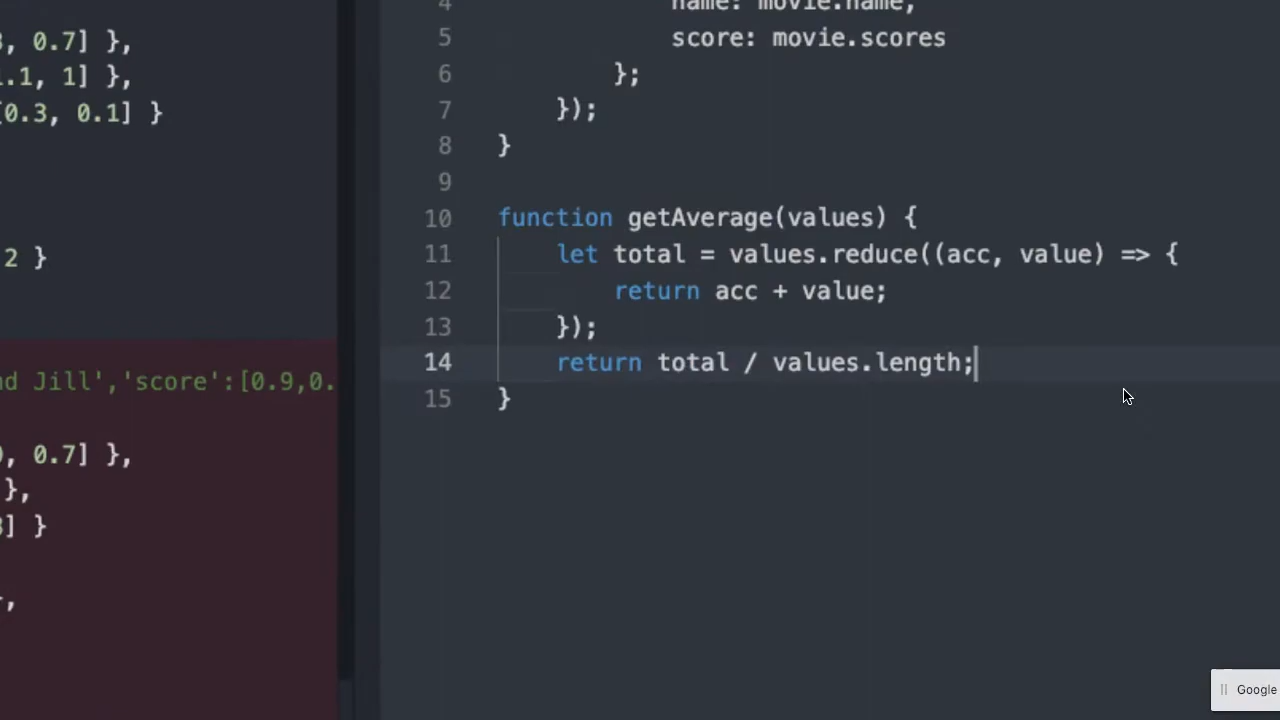 3, 0.7] },
1.1, 1] },
[0.3, 0.1] }
2 }
nd Jill','score':[0.9,0.
, 0.7] },
},
] }
,
4 name: movie.name,
5 score: movie.scores
6 };
7 });
8 }
9
10 function getAverage(values) {
11 let total = values.reduce((acc, value) => {
12 return acc + value;
13 });
14 return total / values.length;
15 }
Google